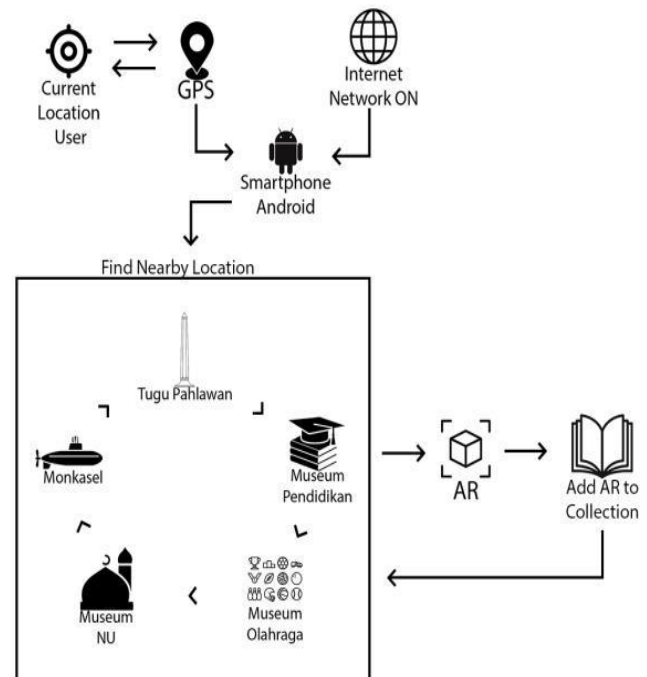 Current
Location
User
GPS
Internet
Network ON
Smartphone
Android
Find Nearby Location
Tugu Pahlawan
Monkasel
Museum
Pendidikan
Museum
NU
Museum
Olahraga
AR
Add AR to
Collection